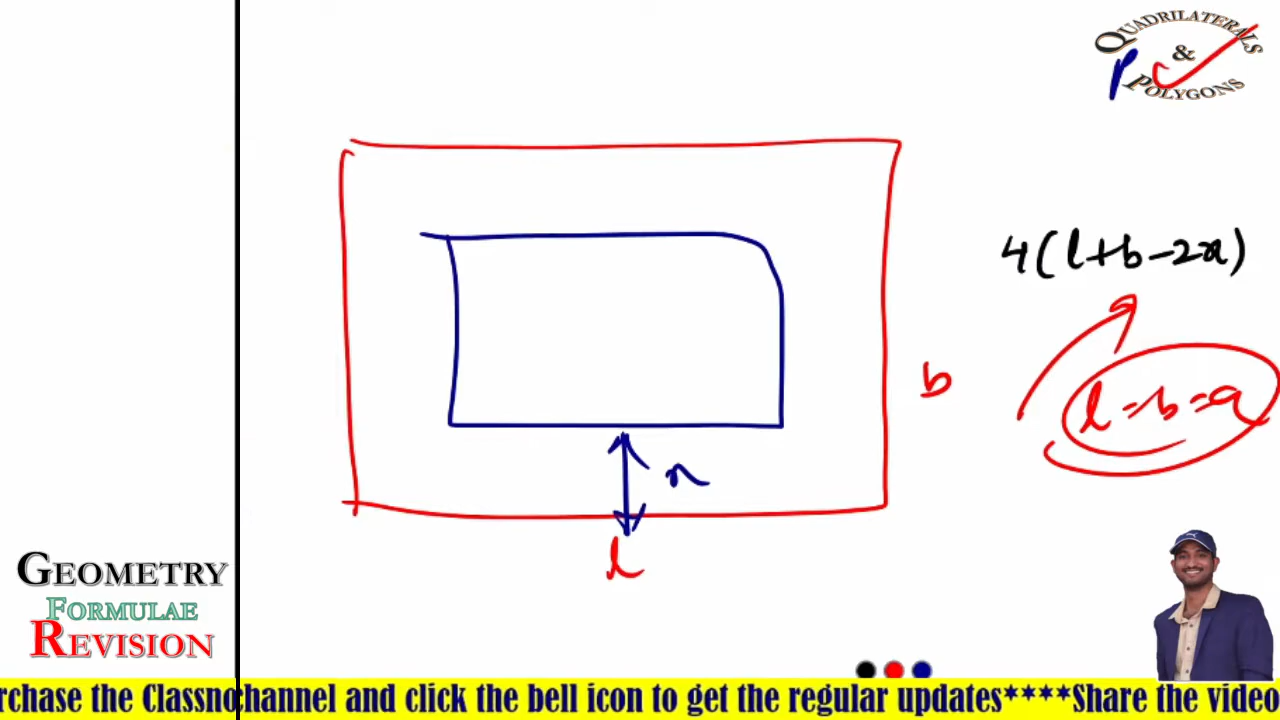 QUADRILATERALS
&
POLYGONS
4(l+b-2x)
b
l=b=a
x
l
GEOMETRY
FORMULAE
REVISION
rchase the Classno channel and click the bell icon to get the regular updates****Share the video